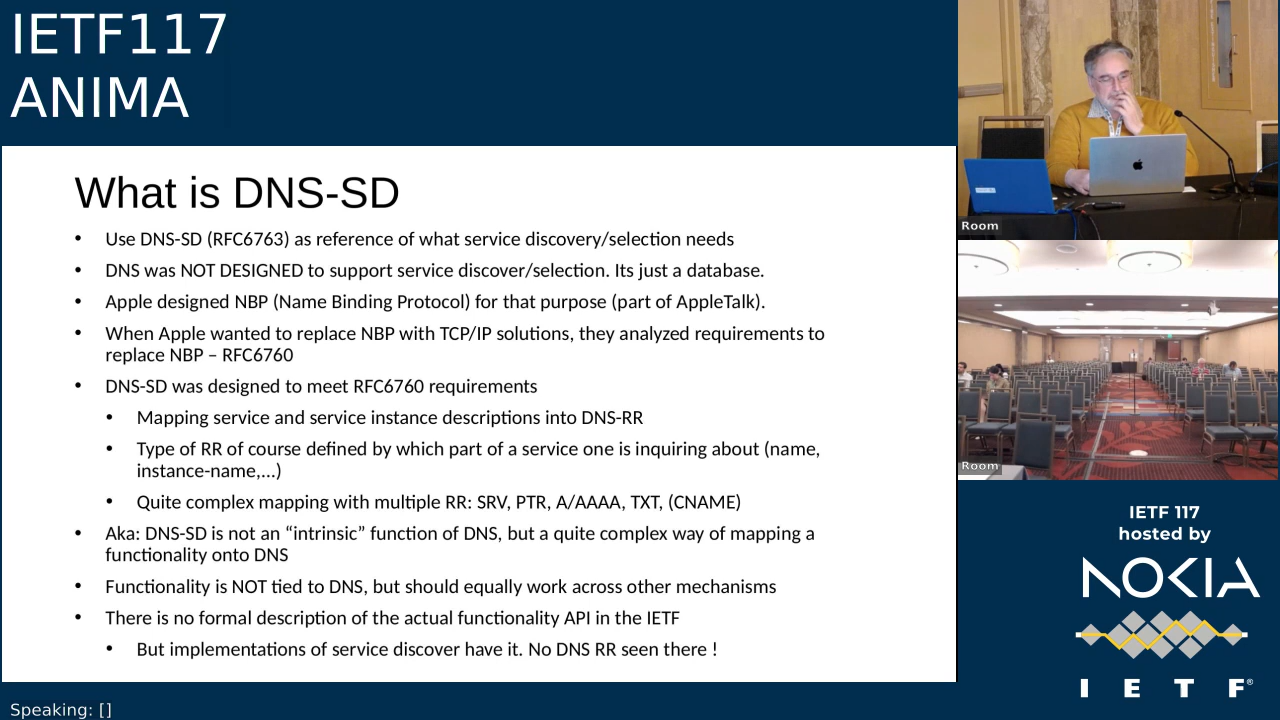 IETF117
ANIMA
What is DNS-SD
• Use DNS-SD (RFC6763) as reference of what service discovery/selection needs
• DNS was NOT DESIGNED to support service discover/selection. Its just a database.
• Apple designed NBP (Name Binding Protocol) for that purpose (part of AppleTalk).
• When Apple wanted to replace NBP with TCP/IP solutions, they analyzed requirements to
replace NBP – RFC6760
• DNS-SD was designed to meet RFC6760 requirements
• Mapping service and service instance descriptions into DNS-RR
• Type of RR of course defined by which part of a service one is inquiring about (name,
instance-name,...)
• Quite complex mapping with multiple RR: SRV, PTR, A/AAAA, TXT, (CNAME)
• Aka: DNS-SD is not an “intrinsic” function of DNS, but a quite complex way of mapping a
functionality onto DNS
• Functionality is NOT tied to DNS, but should equally work across other mechanisms
• There is no formal description of the actual functionality API in the IETF
• But implementations of service discover have it. No DNS RR seen there !
Speaking: []
Room
Room
IETF 117
hosted by
NOKIA
I E T F®